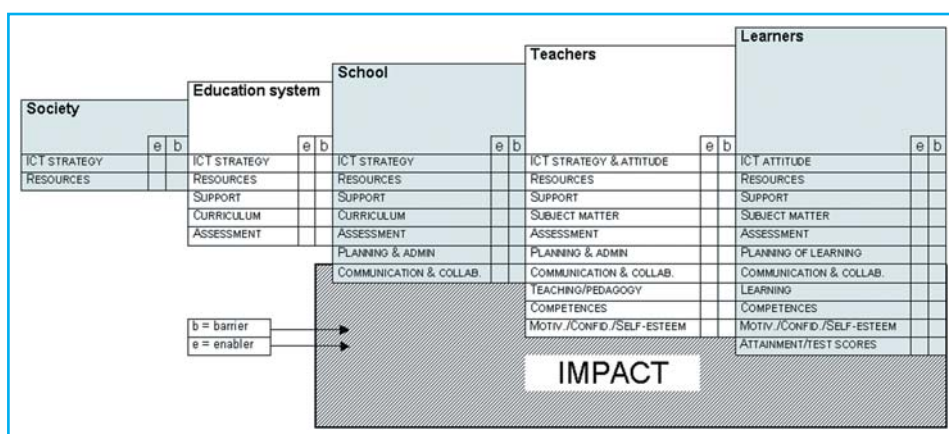 Society
e b
ICT STRATEGY
RESOURCES
Education system
e b
ICT STRATEGY
RESOURCES
SUPPORT
CURRICULUM
ASSESSMENT
School
e b
ICT STRATEGY
RESOURCES
SUPPORT
CURRICULUM
ASSESSMENT
PLANNING & ADMIN
COMMUNICATION & COLLAB.
Teachers
e b
ICT STRATEGY & ATTITUDE
RESOURCES
SUPPORT
SUBJECT MATTER
ASSESSMENT
PLANNING & ADMIN
COMMUNICATION & COLLAB.
TEACHING/PEDAGOGY
COMPETENCES
MOTIV./CONFID./SELF-ESTEEM
Learners
e b
ICT ATTITUDE
RESOURCES
SUPPORT
SUBJECT MATTER
ASSESSMENT
PLANNING OF LEARNING
COMMUNICATION & COLLAB.
LEARNING
COMPETENCES
MOTIV./CONFID./SELF-ESTEEM
ATTAINMENT/TEST SCORES
b = barrier
e = enabler
IMPACT